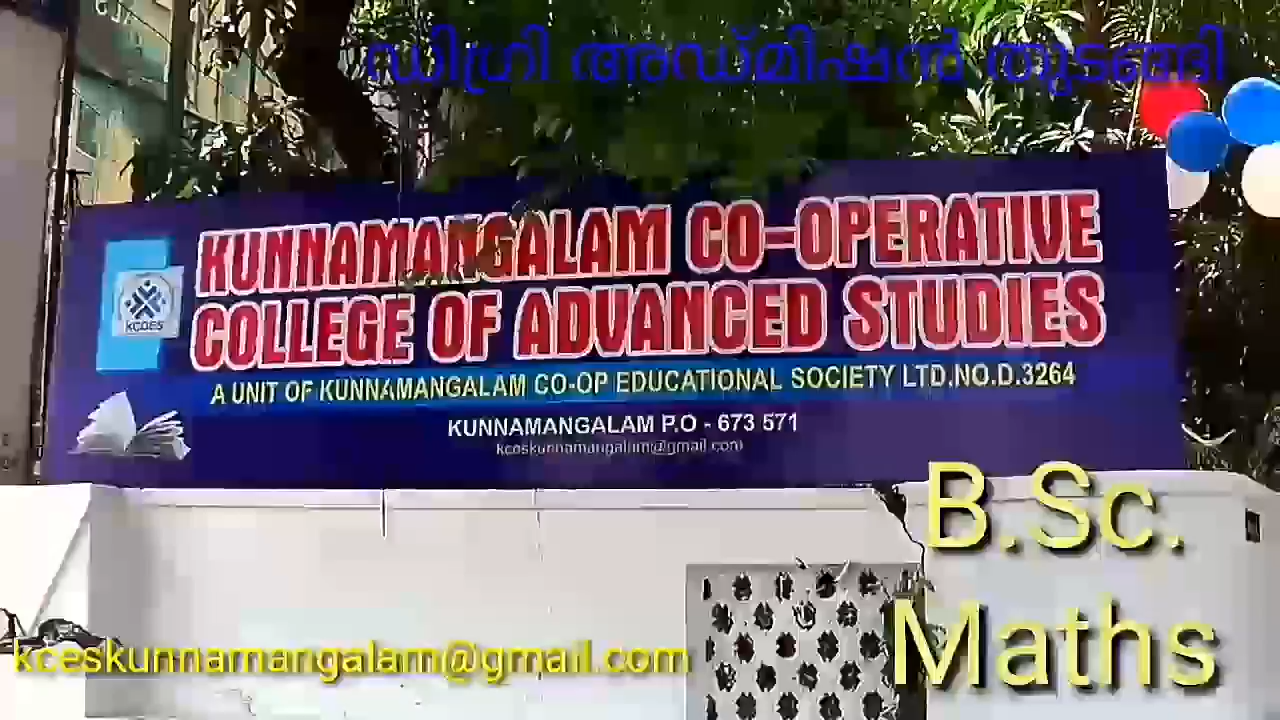 ഡിഗ്രി അഡ്മിഷൻ തുടങ്ങി
KUNNAMANGALAM CO-OPERATIVE
COLLEGE OF ADVANCED STUDIES
KCOES
A UNIT OF KUNNAMANGALAM CO-OP EDUCATIONAL SOCIETY LTD.NO.D.3264
KUNNAMANGALAM P.O - 673 571
kceskunnamangalam@gmail.com
B.Sc.
Maths
kceskunnamangalam@gmail.com